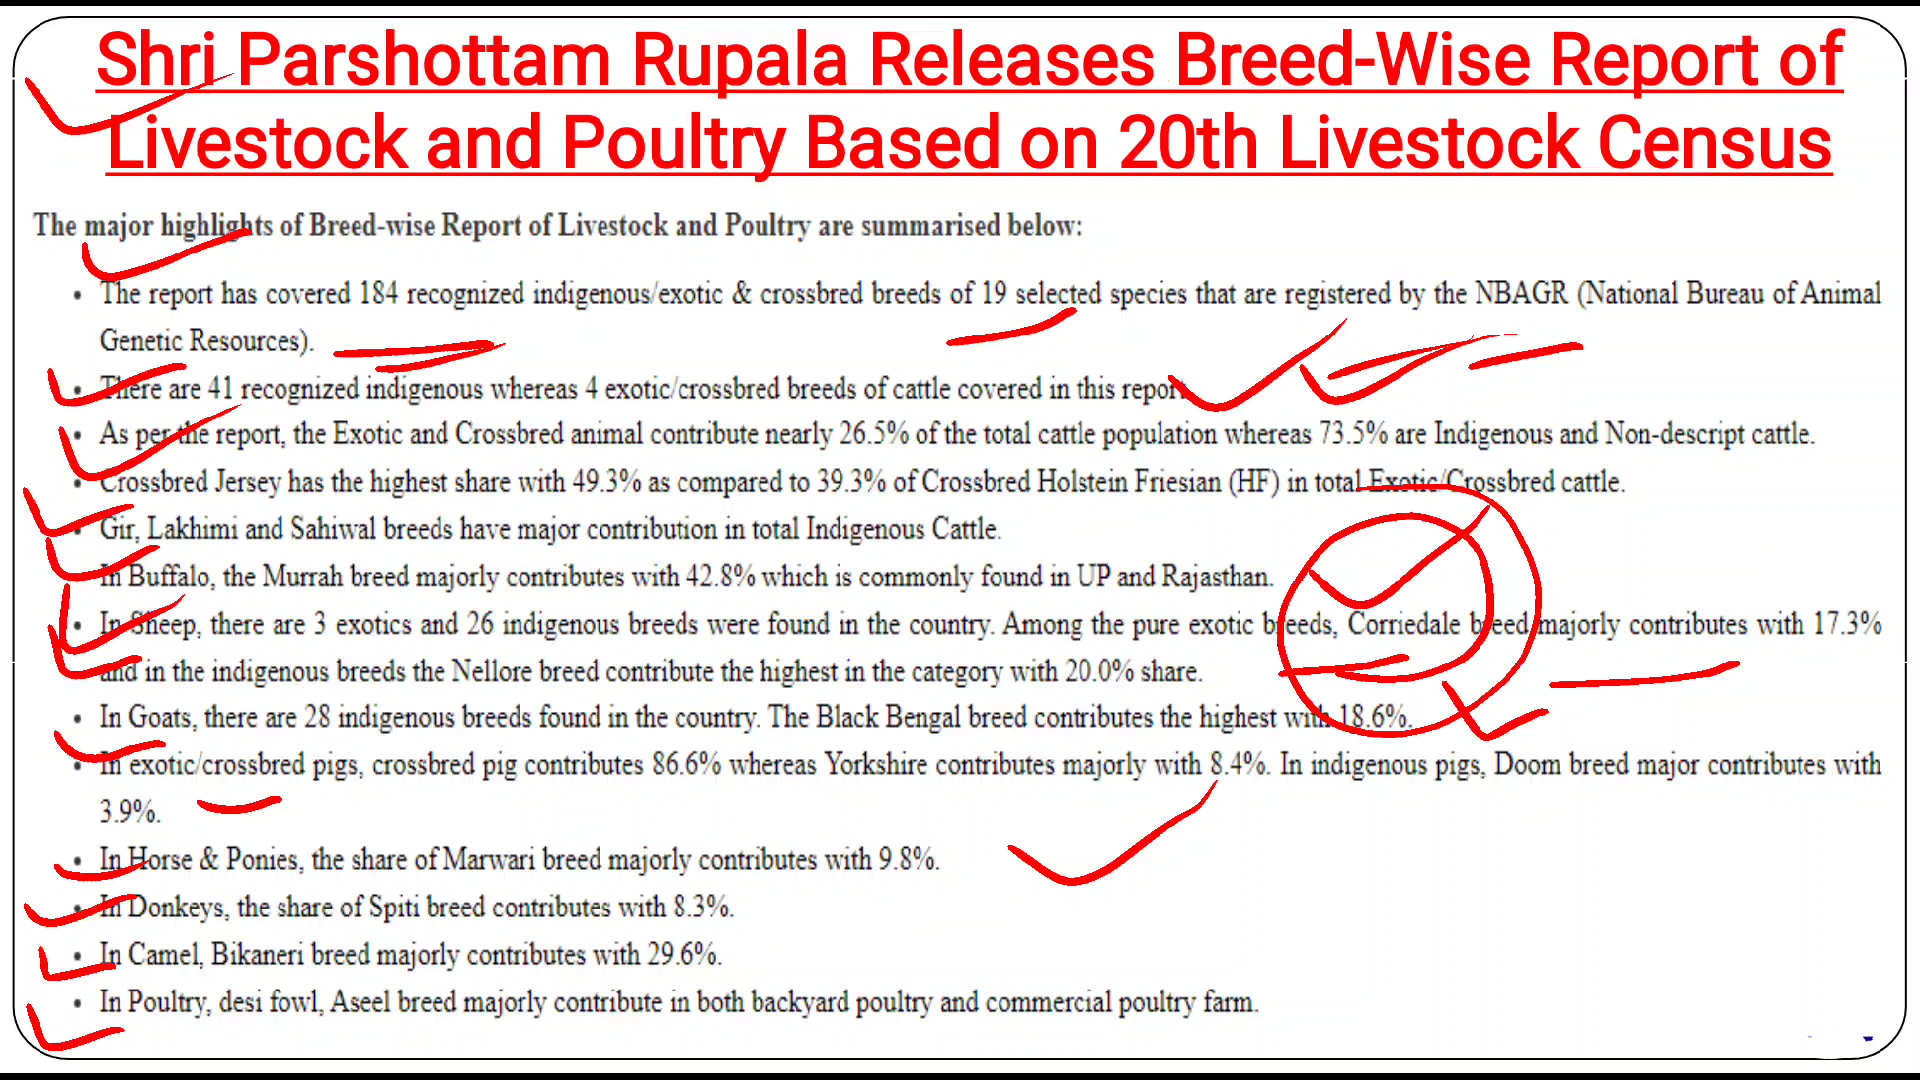 Shri Parshottam Rupala Releases Breed-Wise Report of
Livestock and Poultry Based on 20th Livestock Census
The major highlights of Breed-wise Report of Livestock and Poultry are summarised below:
• The report has covered 184 recognized indigenous/exotic & crossbred breeds of 19 selected species that are registered by the NBAGR (National Bureau of Animal
Genetic Resources).
• There are 41 recognized indigenous whereas 4 exotic/crossbred breeds of cattle covered in this report
• As per the report, the Exotic and Crossbred animal contribute nearly 26.5% of the total cattle population whereas 73.5% are Indigenous and Non-descript cattle.
• Crossbred Jersey has the highest share with 49.3% as compared to 39.3% of Crossbred Holstein Friesian (HF) in total Exotic/Crossbred cattle.
• Gir, Lakhimi and Sahiwal breeds have major contribution in total Indigenous Cattle.
• In Buffalo, the Murrah breed majorly contributes with 42.8% which is commonly found in UP and Rajasthan.
• In Sheep, there are 3 exotics and 26 indigenous breeds were found in the country. Among the pure exotic breeds, Corriedale breed majorly contributes with 17.3%
and in the indigenous breeds the Nellore breed contribute the highest in the category with 20.0% share.
• In Goats, there are 28 indigenous breeds found in the country. The Black Bengal breed contributes the highest with 18.6%.
• In exotic/crossbred pigs, crossbred pig contributes 86.6% whereas Yorkshire contributes majorly with 8.4%. In indigenous pigs, Doom breed major contributes with
3.9%.
• In Horse & Ponies, the share of Marwari breed majorly contributes with 9.8%.
• In Donkeys, the share of Spiti breed contributes with 8.3%.
• In Camel, Bikaneri breed majorly contributes with 29.6%.
• In Poultry, desi fowl, Aseel breed majorly contribute in both backyard poultry and commercial poultry farm.